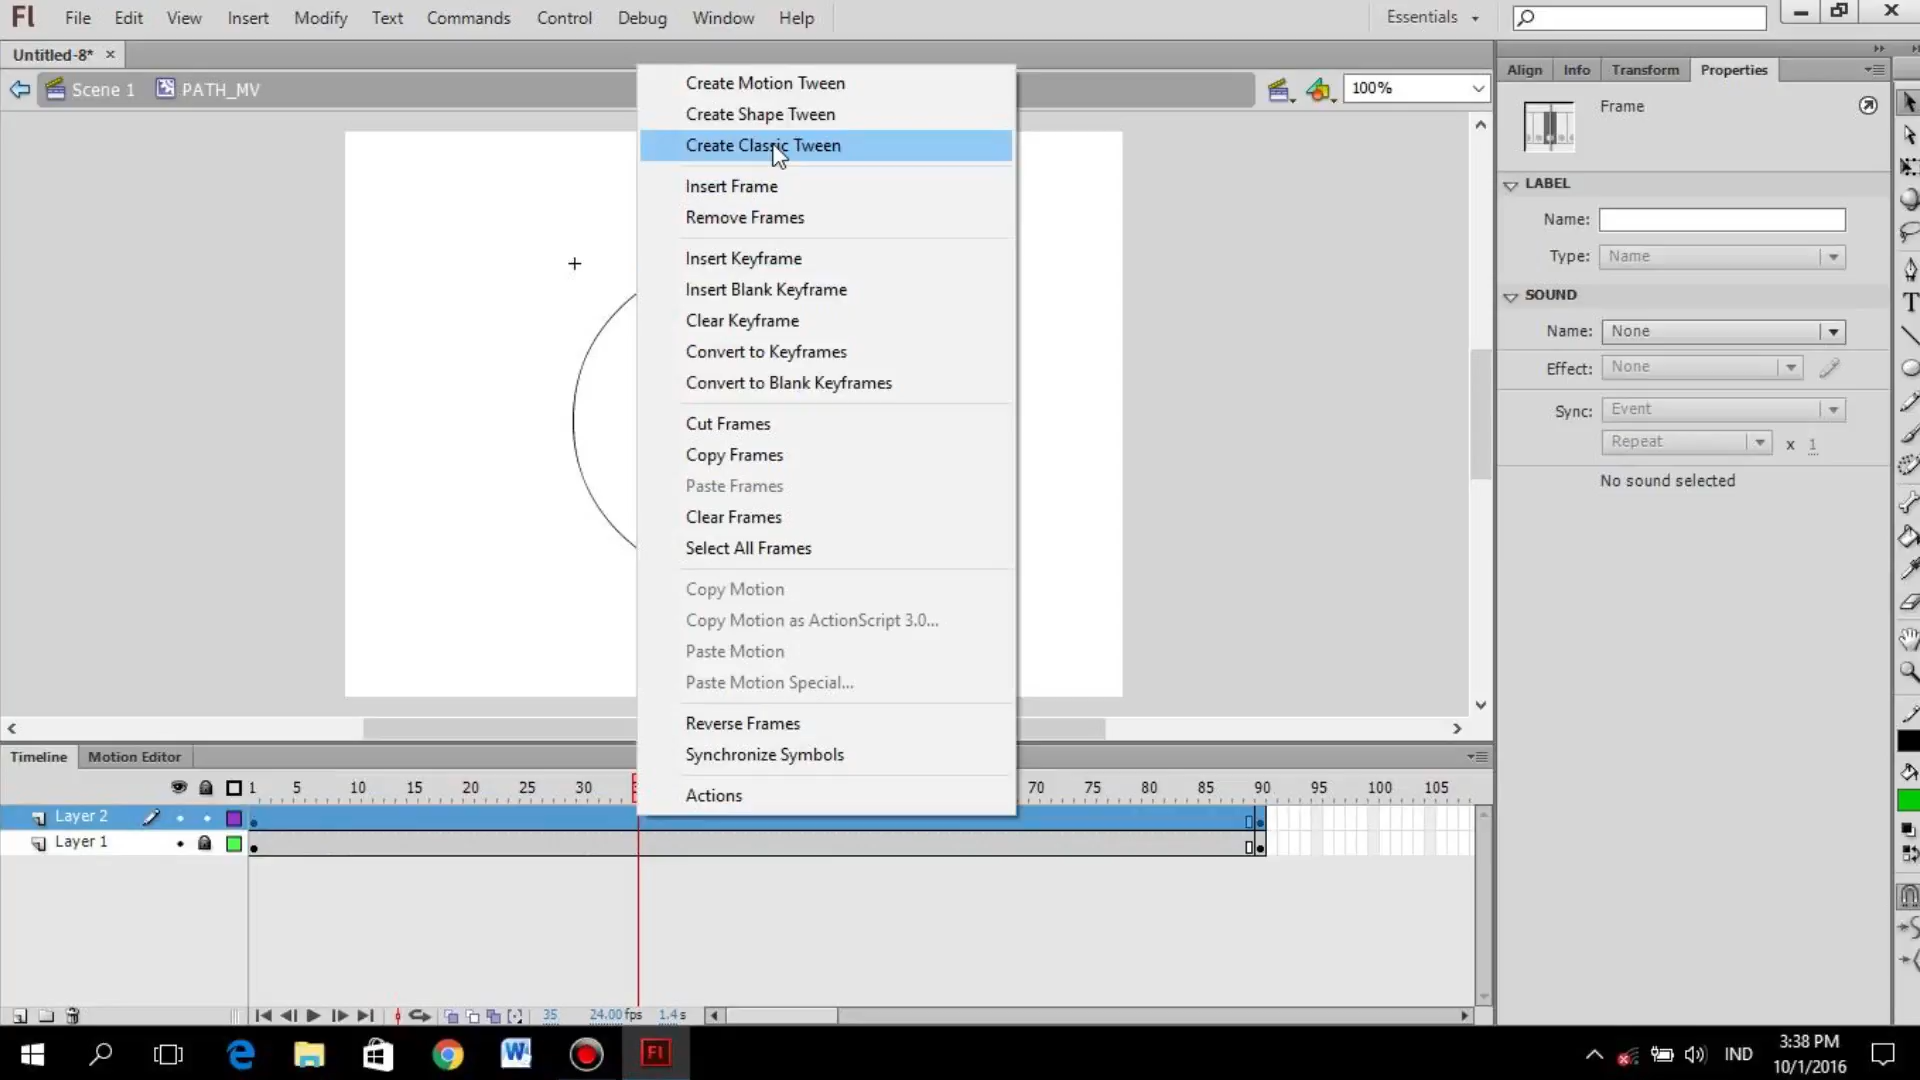 Fl File Edit View Insert Modify Text Commands Control Debug Window Help Essentials
Untitled-8* ×
Scene 1 PATH_MV 100%
Create Motion Tween
Create Shape Tween
Create Classic Tween
Insert Frame
Remove Frames
Insert Keyframe
Insert Blank Keyframe
Clear Keyframe
Convert to Keyframes
Convert to Blank Keyframes
Cut Frames
Copy Frames
Paste Frames
Clear Frames
Select All Frames
Copy Motion
Copy Motion as ActionScript 3.0...
Paste Motion
Paste Motion Special...
Reverse Frames
Synchronize Symbols
Actions
Align Info Transform Properties
Frame
LABEL
Name:
Type: Name
SOUND
Name: None
Effect: None
Sync: Event
Repeat x 1
No sound selected
Timeline Motion Editor
1 5 10 15 20 25 30 70 75 80 85 90 95 100 105
Layer 2
Layer 1
35 24.00fps 1.4s
Fl IND 3:38 PM
10/1/2016